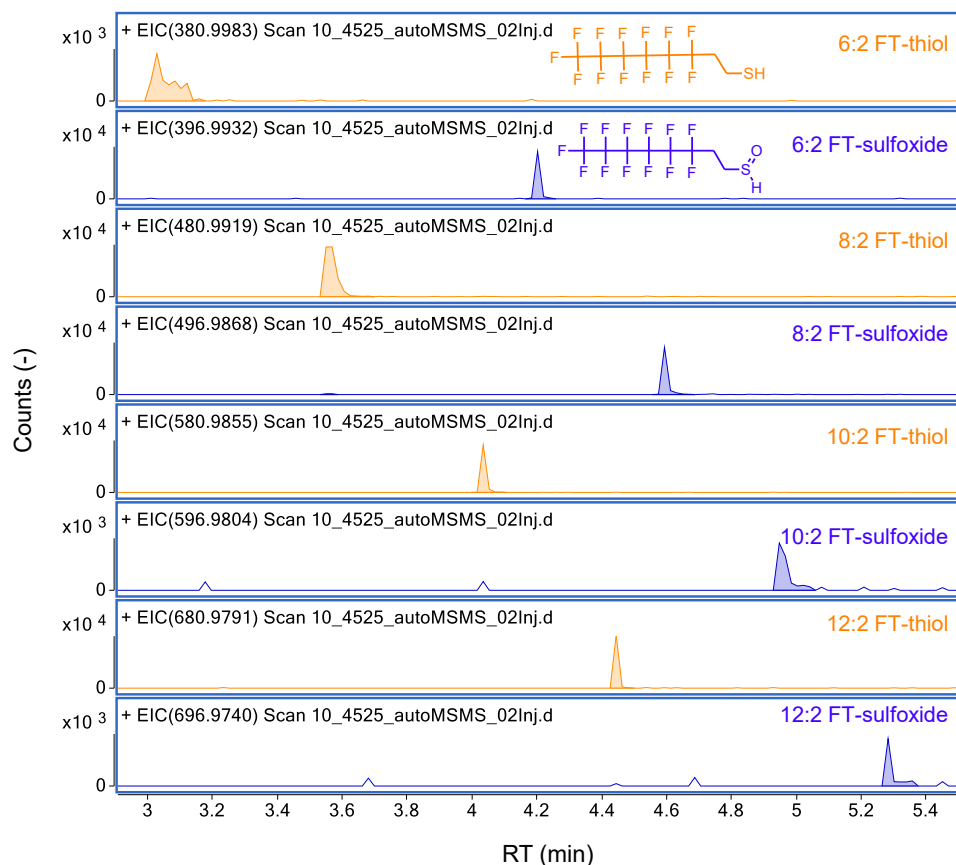 + EIC(380.9983) Scan 10_4525_autoMSMS_02Inj.d
x10 3
0
6:2 FT-thiol
F F F F F F
F
F F F F F F
SH
+ EIC(396.9932) Scan 10_4525_autoMSMS_02Inj.d
x10 4
0
6:2 FT-sulfoxide
F F F F F F
F
F F F F F F
S
O
H
+ EIC(480.9919) Scan 10_4525_autoMSMS_02Inj.d
x10 4
0
8:2 FT-thiol
+ EIC(496.9868) Scan 10_4525_autoMSMS_02Inj.d
x10 4
0
8:2 FT-sulfoxide
+ EIC(580.9855) Scan 10_4525_autoMSMS_02Inj.d
x10 4
0
10:2 FT-thiol
+ EIC(596.9804) Scan 10_4525_autoMSMS_02Inj.d
x10 3
0
10:2 FT-sulfoxide
+ EIC(680.9791) Scan 10_4525_autoMSMS_02Inj.d
x10 4
0
12:2 FT-thiol
+ EIC(696.9740) Scan 10_4525_autoMSMS_02Inj.d
x10 3
0
12:2 FT-sulfoxide
Counts (-)
3 3.2 3.4 3.6 3.8 4 4.2 4.4 4.6 4.8 5 5.2 5.4
RT (min)